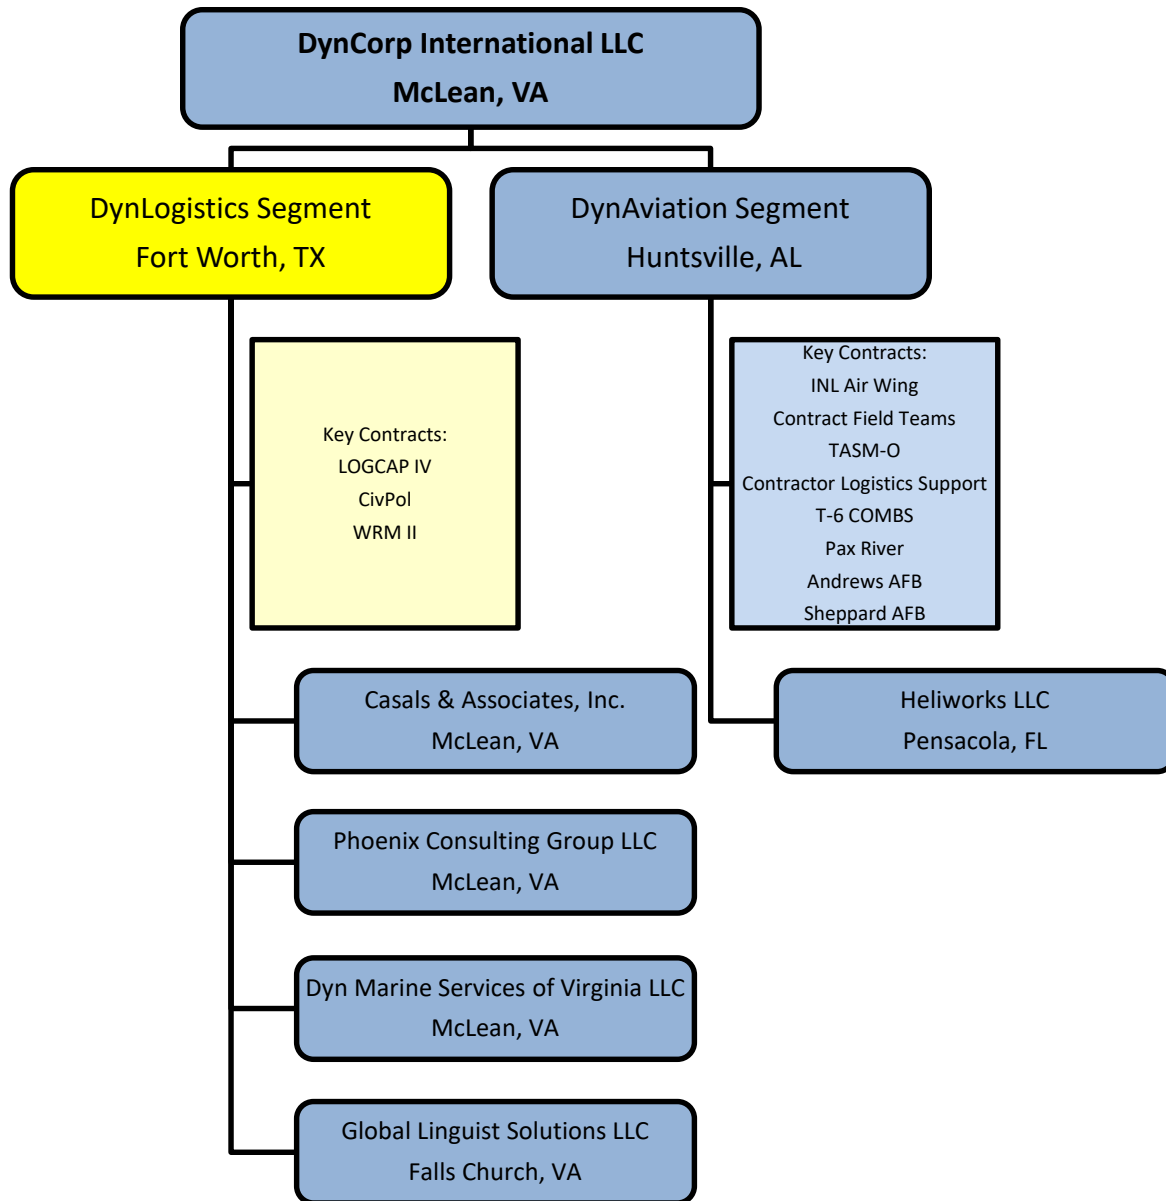 DynCorp International LLC
McLean, VA
DynLogistics Segment
Fort Worth, TX
DynAviation Segment
Huntsville, AL
Key Contracts:
LOGCAP IV
CivPol
WRM II
Key Contracts:
INL Air Wing
Contract Field Teams
TASM-O
Contractor Logistics Support
T-6 COMBS
Pax River
Andrews AFB
Sheppard AFB
Casals & Associates, Inc.
McLean, VA
Heliworks LLC
Pensacola, FL
Phoenix Consulting Group LLC
McLean, VA
Dyn Marine Services of Virginia LLC
McLean, VA
Global Linguist Solutions LLC
Falls Church, VA